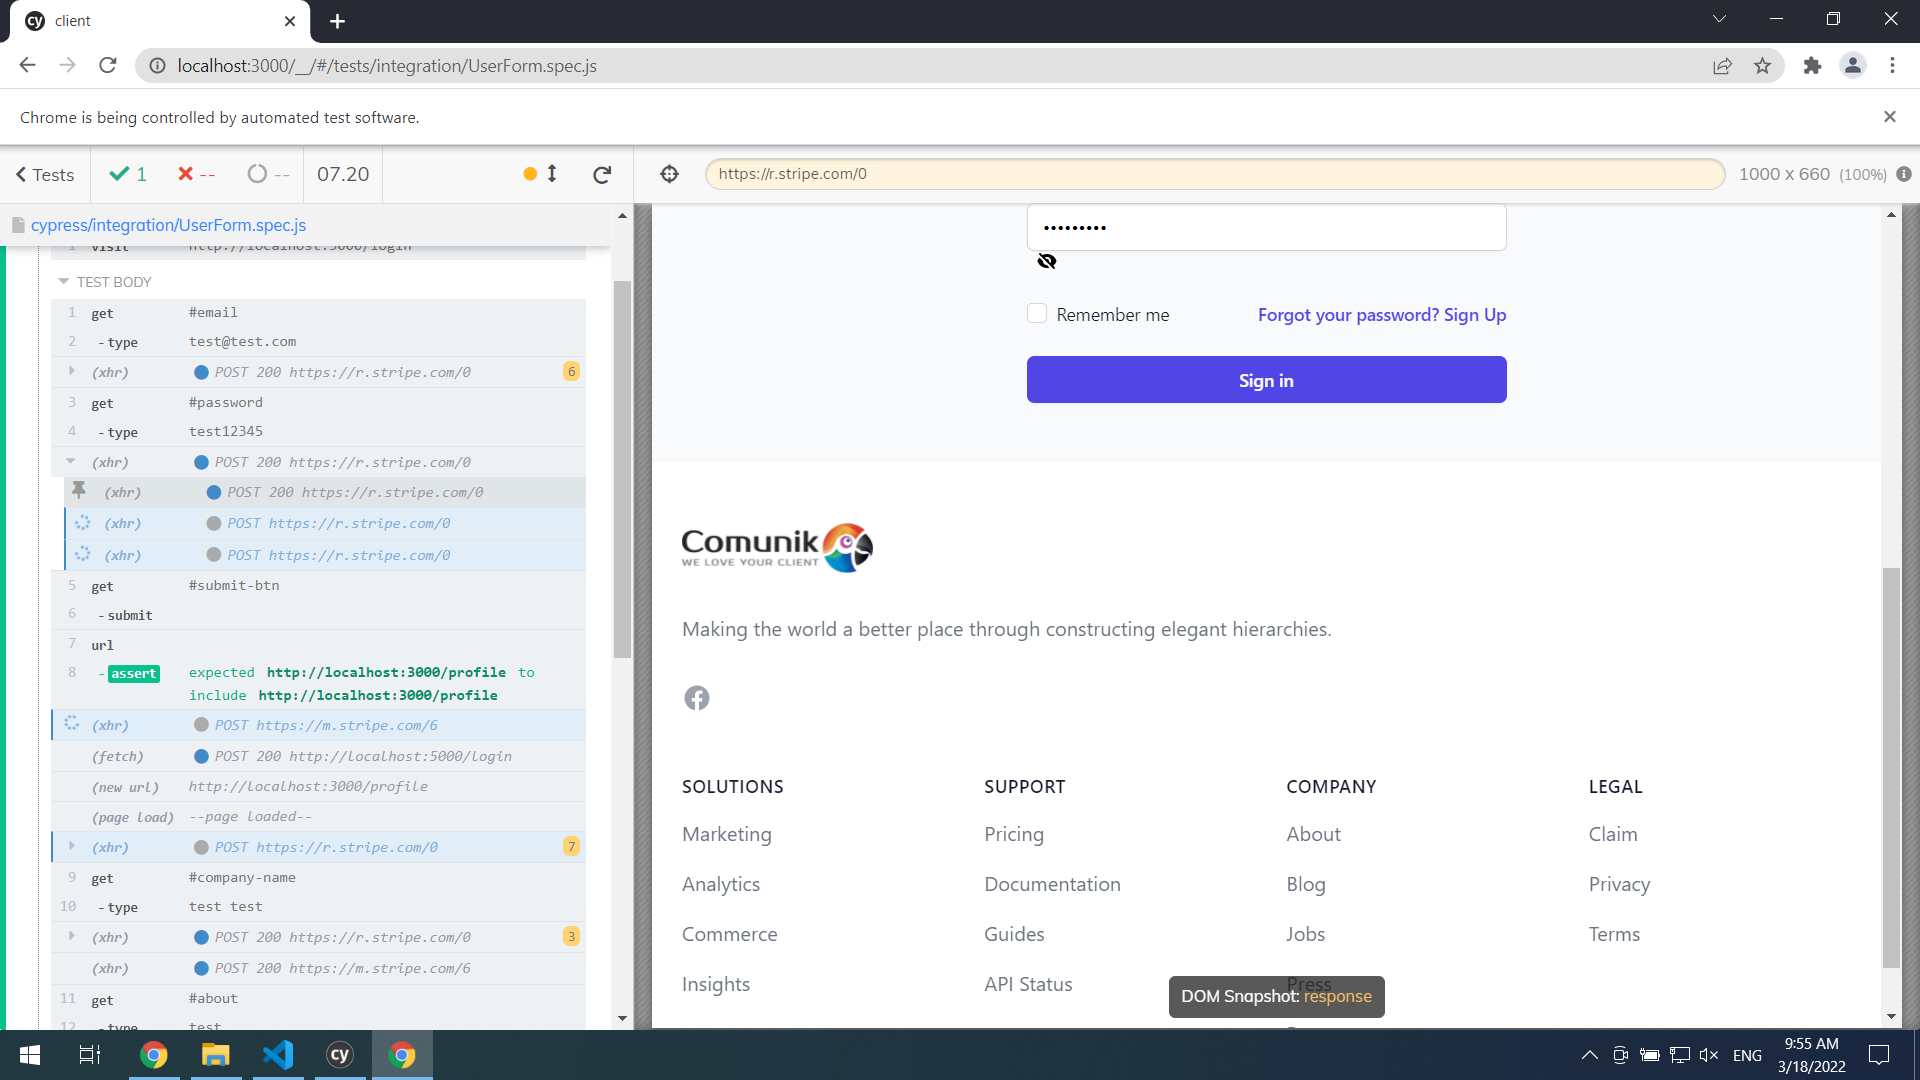 cy client
localhost:3000/__/#/tests/integration/UserForm.spec.js
Chrome is being controlled by automated test software.
Tests 1 -- -- 07.20
https://r.stripe.com/0 1000 x 660 (100%)
cypress/integration/UserForm.spec.js
1 visit http://localhost:3000/login
TEST BODY
1 get #email
2 -type test@test.com
(xhr) POST 200 https://r.stripe.com/0 6
3 get #password
4 -type test12345
(xhr) POST 200 https://r.stripe.com/0
(xhr) POST 200 https://r.stripe.com/0
(xhr) POST https://r.stripe.com/0
(xhr) POST https://r.stripe.com/0
5 get #submit-btn
6 -submit
7 url
8 -assert expected http://localhost:3000/profile to
include http://localhost:3000/profile
(xhr) POST https://m.stripe.com/6
(fetch) POST 200 http://localhost:5000/login
(new url) http://localhost:3000/profile
(page load) --page loaded--
(xhr) POST https://r.stripe.com/0 7
9 get #company-name
10 -type test test
(xhr) POST 200 https://r.stripe.com/0 3
(xhr) POST 200 https://m.stripe.com/6
11 get #about
12 -type test
•••••••••
Remember me Forgot your password? Sign Up
Sign in
Comunik
WE LOVE YOUR CLIENT
Making the world a better place through constructing elegant hierarchies.
SOLUTIONS SUPPORT COMPANY LEGAL
Marketing Pricing About Claim
Analytics Documentation Blog Privacy
Commerce Guides Jobs Terms
Insights API Status Press
DOM Snapshot: response
cy
ENG
9:55 AM
3/18/2022